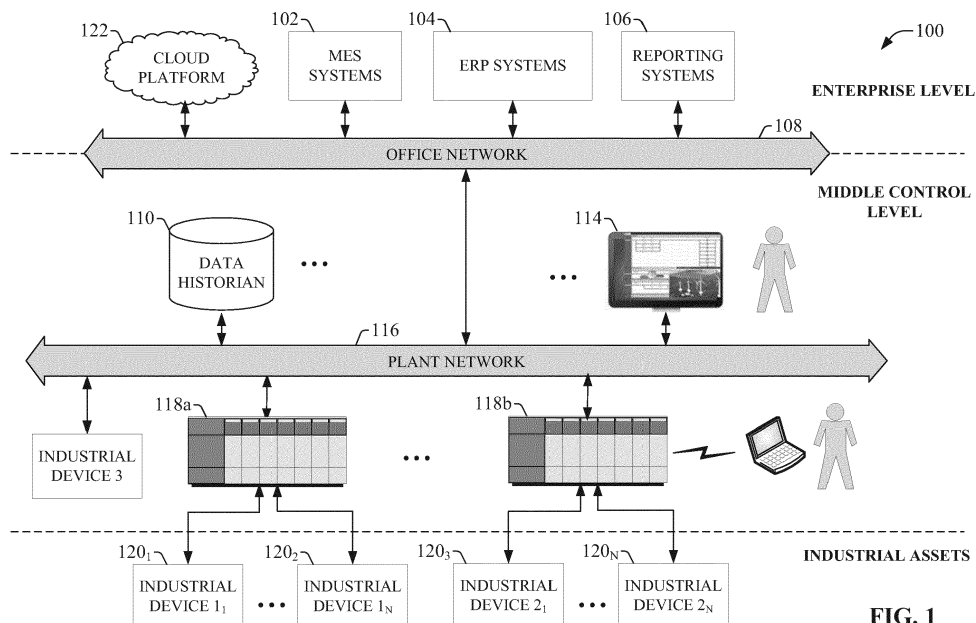 122
102
104
106
100
CLOUD
PLATFORM
MES
SYSTEMS
ERP SYSTEMS
REPORTING
SYSTEMS
ENTERPRISE LEVEL
108
OFFICE NETWORK
MIDDLE CONTROL
LEVEL
110
114
DATA
HISTORIAN
116
PLANT NETWORK
118a
118b
INDUSTRIAL
DEVICE 3
INDUSTRIAL ASSETS
120₁
120₂
120₃
120N
INDUSTRIAL
DEVICE 1₁
INDUSTRIAL
DEVICE 1N
INDUSTRIAL
DEVICE 2₁
INDUSTRIAL
DEVICE 2N
FIG. 1